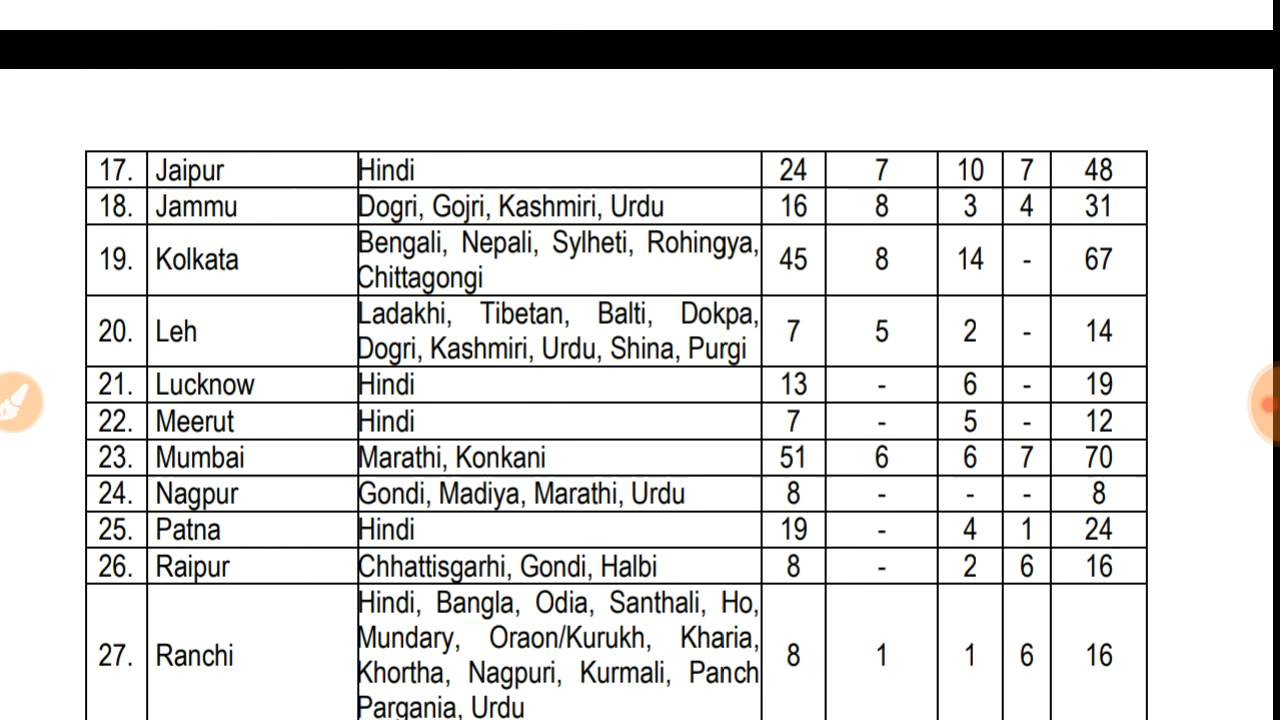 17. Jaipur Hindi 24 7 10 7 48
18. Jammu Dogri, Gojri, Kashmiri, Urdu 16 8 3 4 31
19. Kolkata Bengali, Nepali, Sylheti, Rohingya, 45 8 14 - 67
Chittagongi
20. Leh Ladakhi, Tibetan, Balti, Dokpa, 7 5 2 - 14
Dogri, Kashmiri, Urdu, Shina, Purgi
21. Lucknow Hindi 13 - 6 - 19
22. Meerut Hindi 7 - 5 - 12
23. Mumbai Marathi, Konkani 51 6 6 7 70
24. Nagpur Gondi, Madiya, Marathi, Urdu 8 - - - 8
25. Patna Hindi 19 - 4 1 24
26. Raipur Chhattisgarhi, Gondi, Halbi 8 - 2 6 16
27. Ranchi Hindi, Bangla, Odia, Santhali, Ho, 8 1 1 6 16
Mundary, Oraon/Kurukh, Kharia,
Khortha, Nagpuri, Kurmali, Panch
Pargania, Urdu